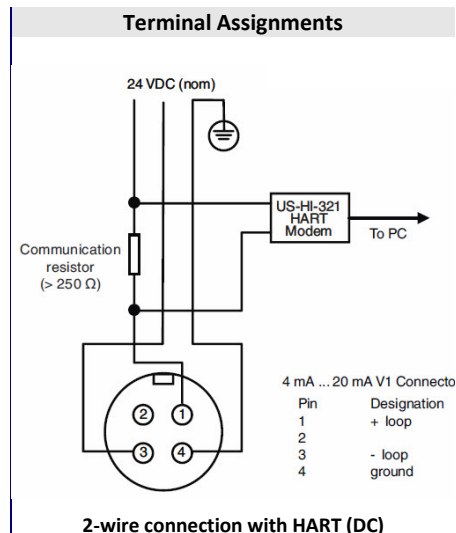 Terminal Assignments
24 VDC (nom)
US-HI-321
HART
Modem
To PC
Communication
resistor
(> 250 Ω)
4 mA ... 20 mA V1 Connecto
Pin Designation
1 + loop
2
3 - loop
4 ground
2 1
3 4
2-wire connection with HART (DC)